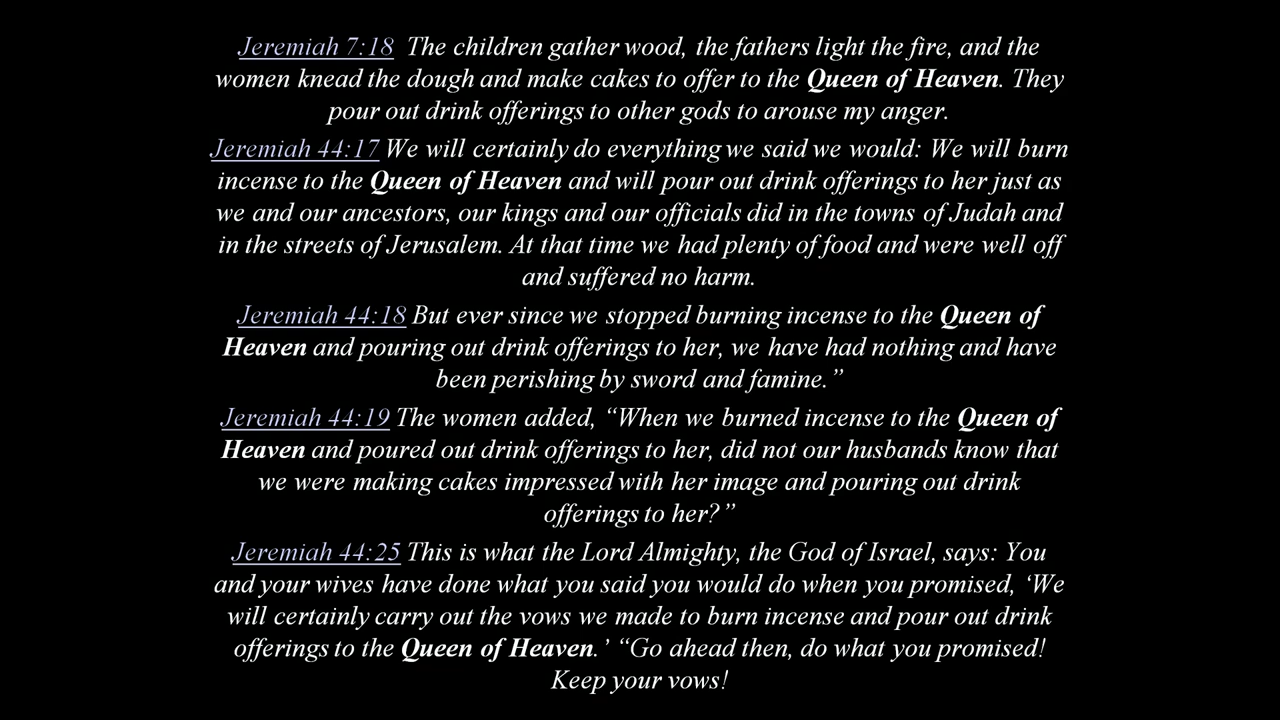 Jeremiah 7:18 The children gather wood, the fathers light the fire, and the
women knead the dough and make cakes to offer to the Queen of Heaven. They
pour out drink offerings to other gods to arouse my anger.
Jeremiah 44:17 We will certainly do everything we said we would: We will burn
incense to the Queen of Heaven and will pour out drink offerings to her just as
we and our ancestors, our kings and our officials did in the towns of Judah and
in the streets of Jerusalem. At that time we had plenty of food and were well off
and suffered no harm.
Jeremiah 44:18 But ever since we stopped burning incense to the Queen of
Heaven and pouring out drink offerings to her, we have had nothing and have
been perishing by sword and famine.”
Jeremiah 44:19 The women added, “When we burned incense to the Queen of
Heaven and poured out drink offerings to her, did not our husbands know that
we were making cakes impressed with her image and pouring out drink
offerings to her?”
Jeremiah 44:25 This is what the Lord Almighty, the God of Israel, says: You
and your wives have done what you said you would do when you promised, ‘We
will certainly carry out the vows we made to burn incense and pour out drink
offerings to the Queen of Heaven.’ “Go ahead then, do what you promised!
Keep your vows!